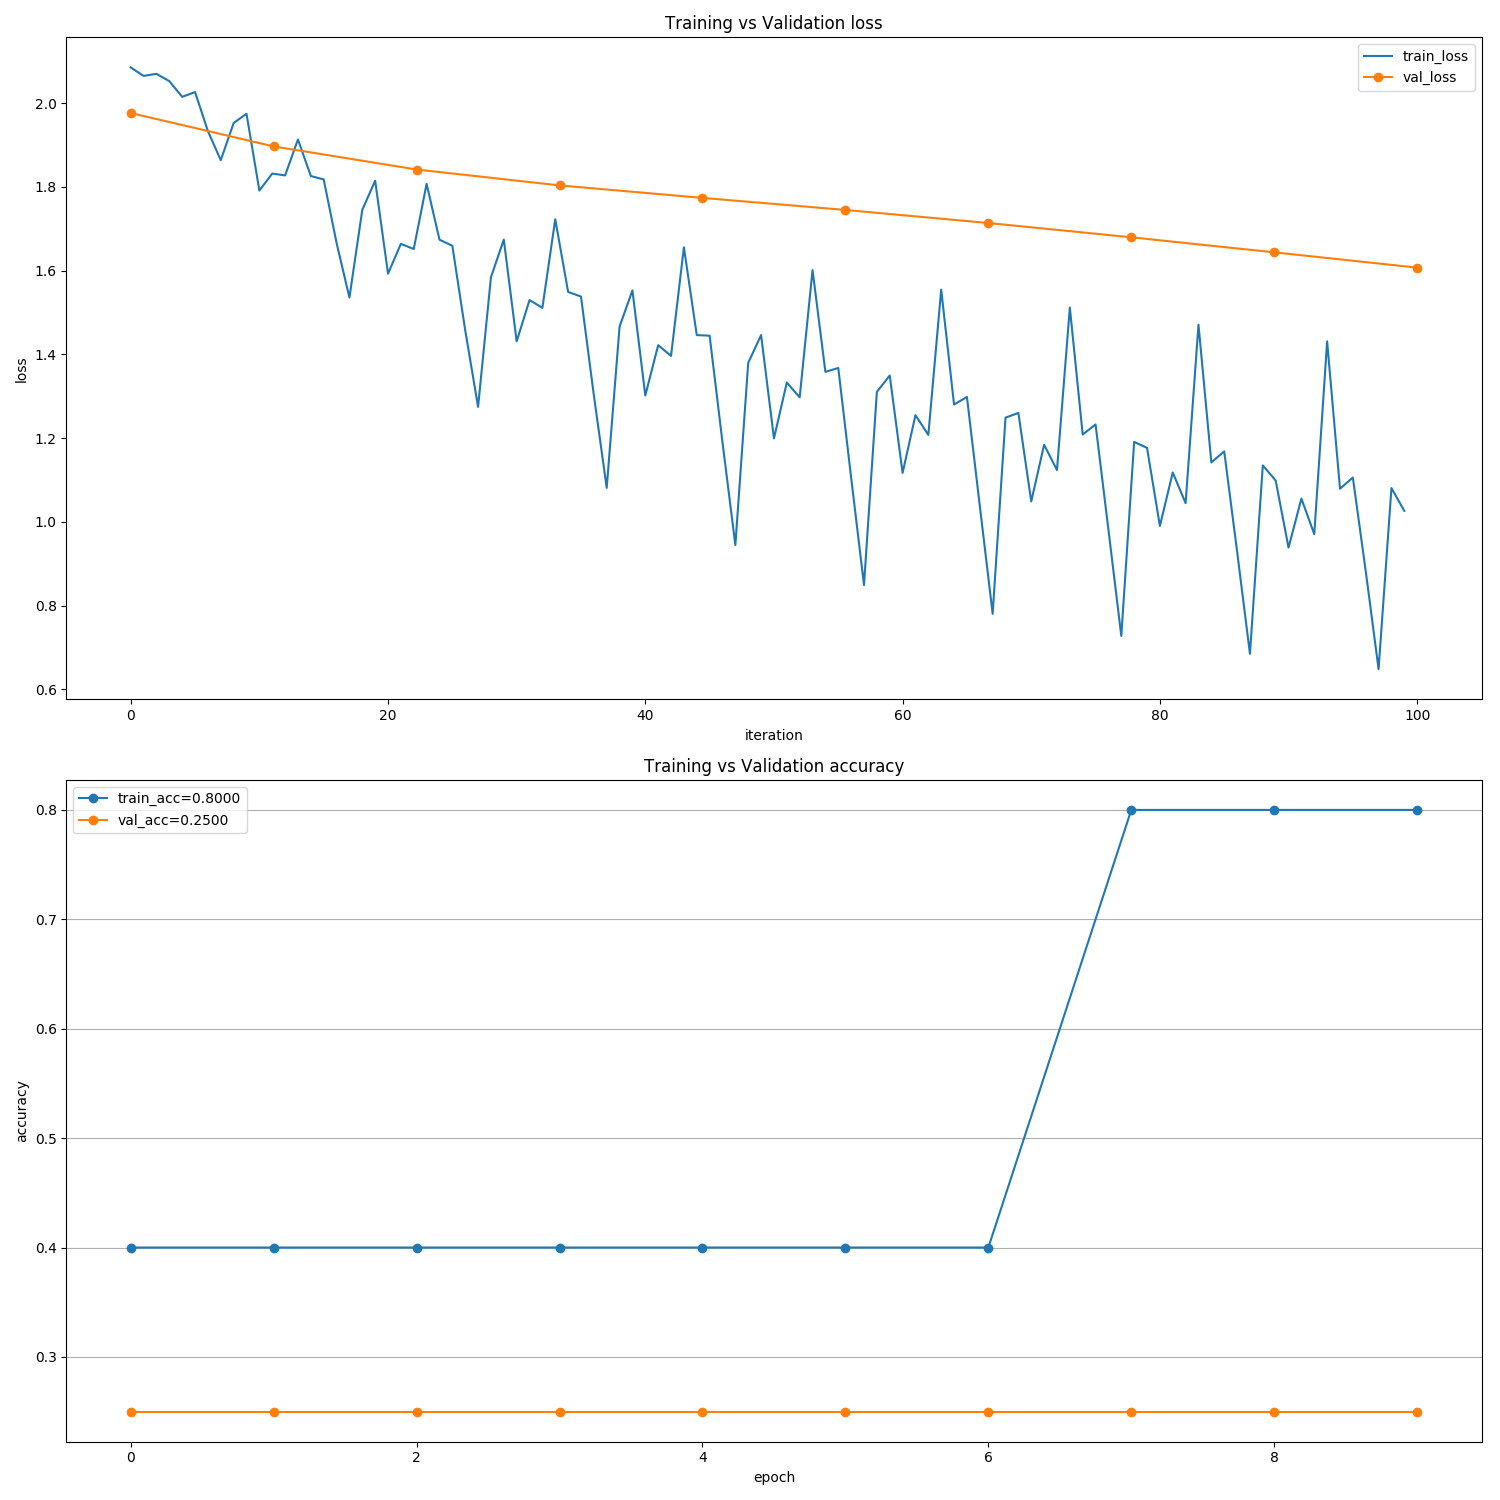 Training vs Validation loss
train_loss
val_loss
2.0
1.8
1.6
1.4
1.2
1.0
0.8
0.6
loss
0 20 40 60 80 100
iteration
Training vs Validation accuracy
train_acc=0.8000
val_acc=0.2500
0.8
0.7
0.6
0.5
0.4
0.3
accuracy
0 2 4 6 8
epoch